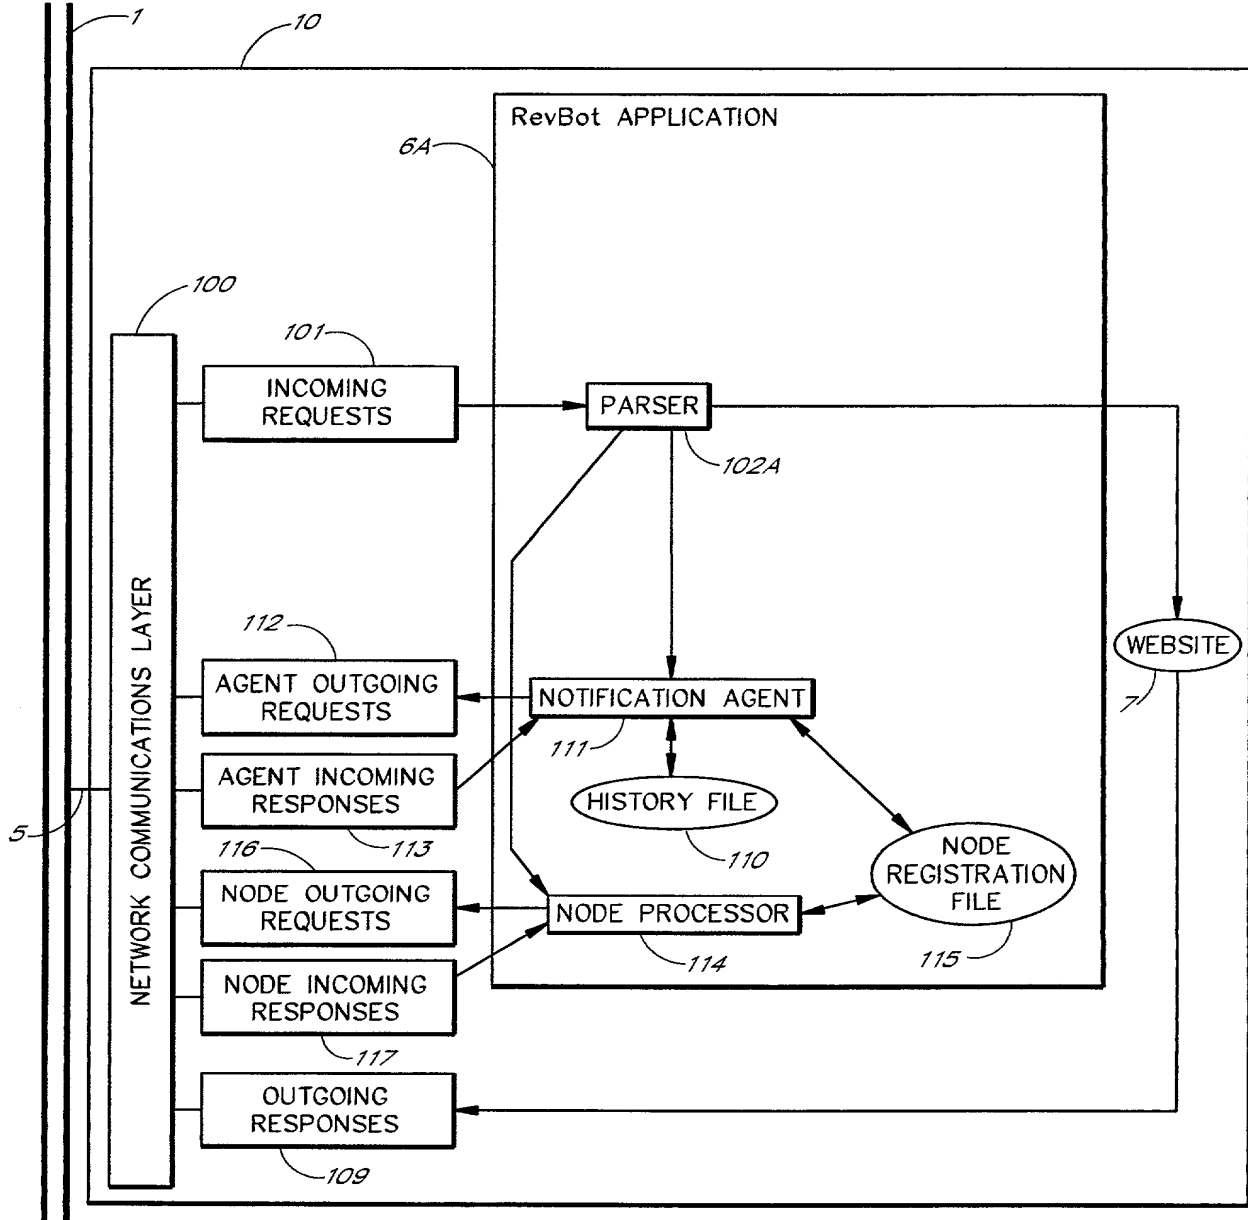 1
10
RevBot APPLICATION
6A
100
101
INCOMING
REQUESTS
PARSER
102A
NETWORK COMMUNICATIONS LAYER
112
AGENT OUTGOING
REQUESTS
NOTIFICATION AGENT
111
WEBSITE
7
AGENT INCOMING
RESPONSES
113
HISTORY FILE
110
5
116
NODE OUTGOING
REQUESTS
NODE PROCESSOR
114
NODE
REGISTRATION
FILE
115
NODE INCOMING
RESPONSES
117
OUTGOING
RESPONSES
109